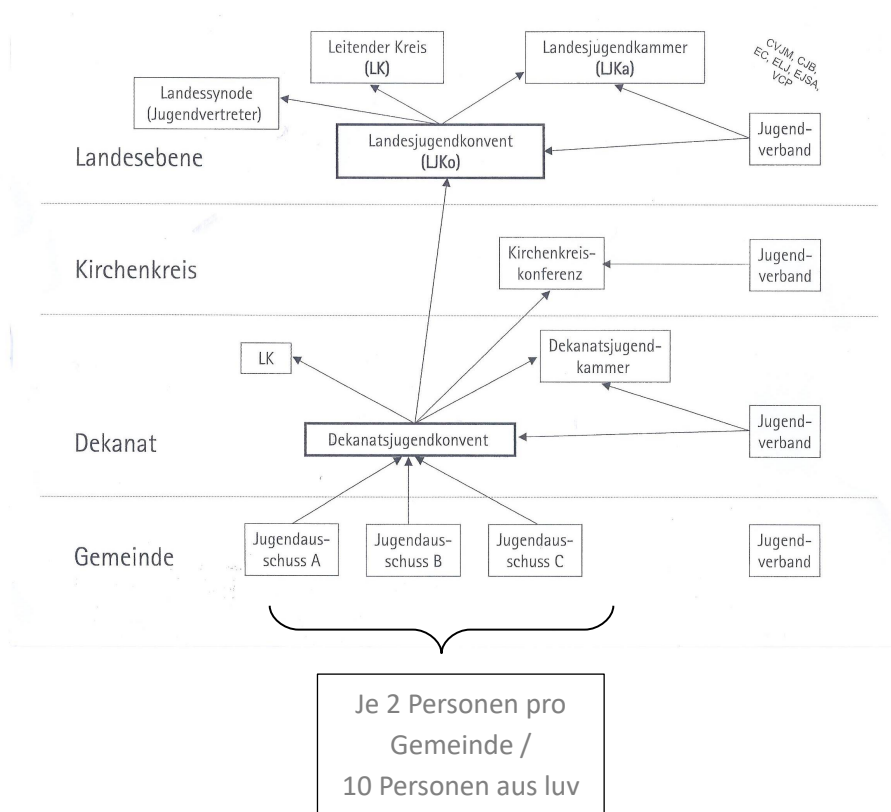 Leitender Kreis
(LK)
Landesjugendkammer
(LJKa)
CVJM, CJB,
EC, ELJ, EJSA,
VCP
Landessynode
(Jugendvertreter)
Landesjugendkonvent
(LJKo)
Jugend-
verband
Landesebene
Kirchenkreis
Kirchenkreis-
konferenz
Jugend-
verband
LK
Dekanatsjugend-
kammer
Dekanat
Dekanatsjugendkonvent
Jugend-
verband
Gemeinde
Jugendaus-
schuss A
Jugendaus-
schuss B
Jugendaus-
schuss C
Jugend-
verband
Je 2 Personen pro
Gemeinde /
10 Personen aus luv